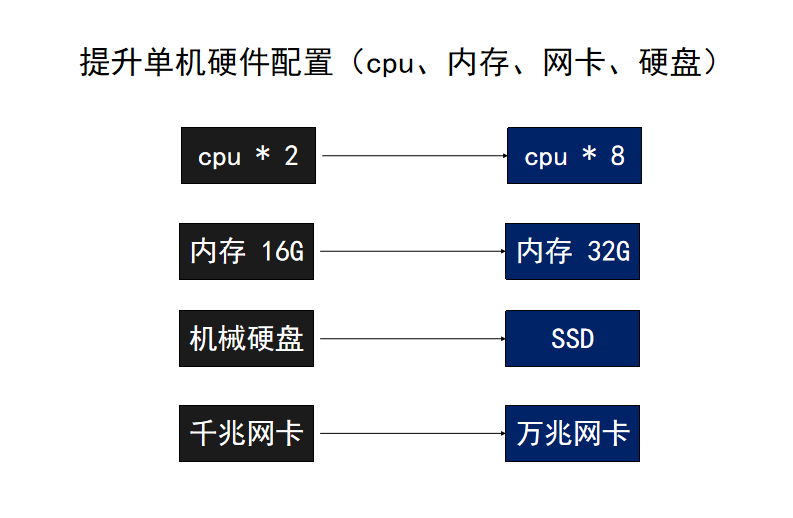 提升单机硬件配置（cpu、内存、网卡、硬盘）
cpu * 2
cpu * 8
内存 16G
内存 32G
机械硬盘
SSD
千兆网卡
万兆网卡